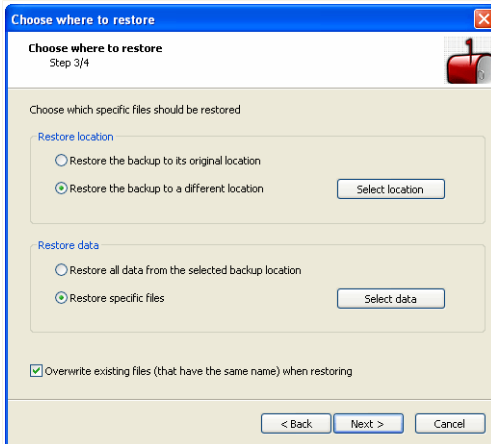 Choose where to restore
Choose where to restore
Step 3/4
Choose which specific files should be restored
Restore location
Restore the backup to its original location
Restore the backup to a different location
Select location
Restore data
Restore all data from the selected backup location
Restore specific files
Select data
Overwrite existing files (that have the same name) when restoring
< Back
Next >
Cancel